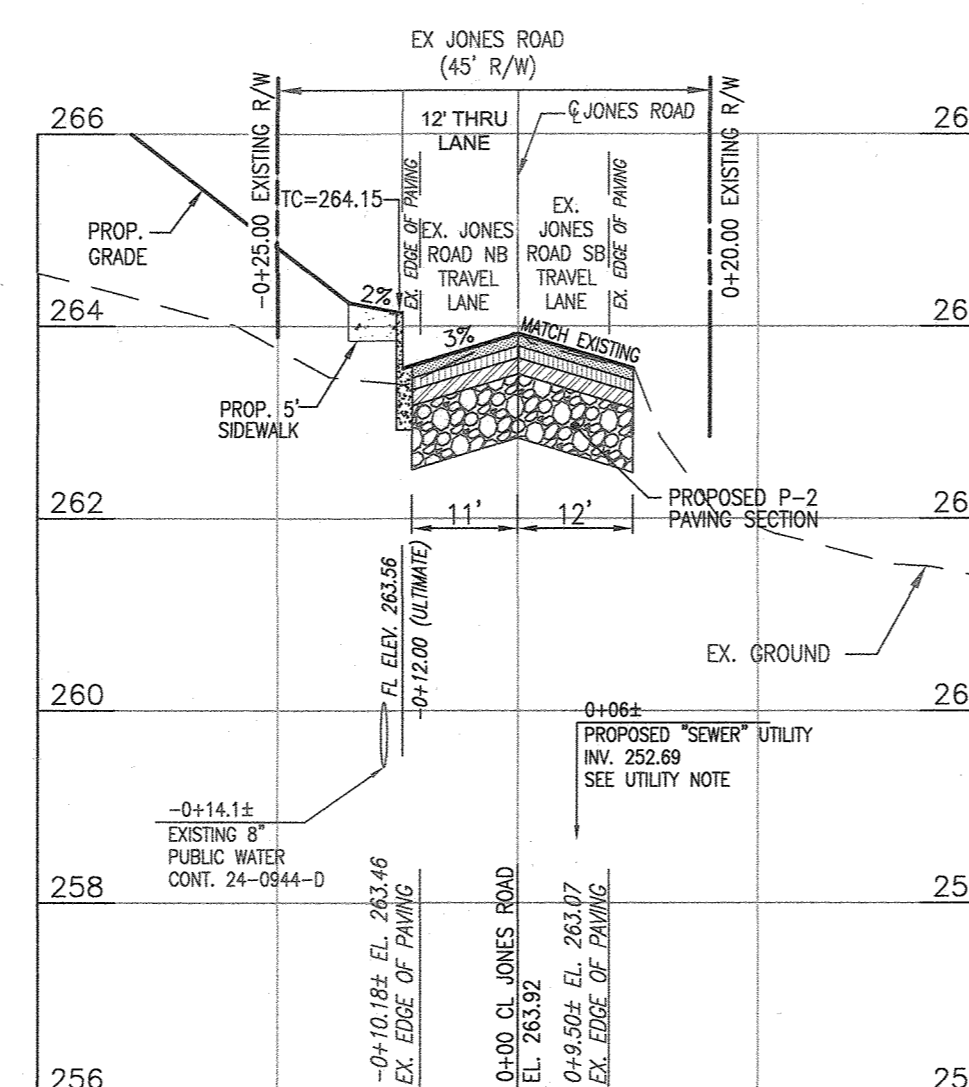 EX JONES ROAD
(45' R/W)
266
26
-0+25.00 EXISTING R/W
12' THRU
LANE
℄ JONES ROAD
0+20.00 EXISTING R/W
TC=264.15
EX. EDGE OF PAVING
EX. JONES
ROAD NB
TRAVEL
LANE
EX.
JONES
ROAD SB
TRAVEL
LANE
EX. EDGE OF PAVING
PROP.
GRADE
2%
264
26
3%
MATCH EXISTING
PROP. 5'
SIDEWALK
PROPOSED P-2
PAVING SECTION
262
26
11'
12'
FL ELEV. 263.56
-0+12.00 (ULTIMATE)
EX. GROUND
260
26
0+06±
PROPOSED "SEWER" UTILITY
INV. 252.69
SEE UTILITY NOTE
-0+14.1±
EXISTING 8"
PUBLIC WATER
CONT. 24-0944-D
258
25
-0+10.18± EL. 263.46
EX. EDGE OF PAVING
0+00 CL JONES ROAD
EL. 263.92
0+9.50± EL. 263.07
EX. EDGE OF PAVING
256
25